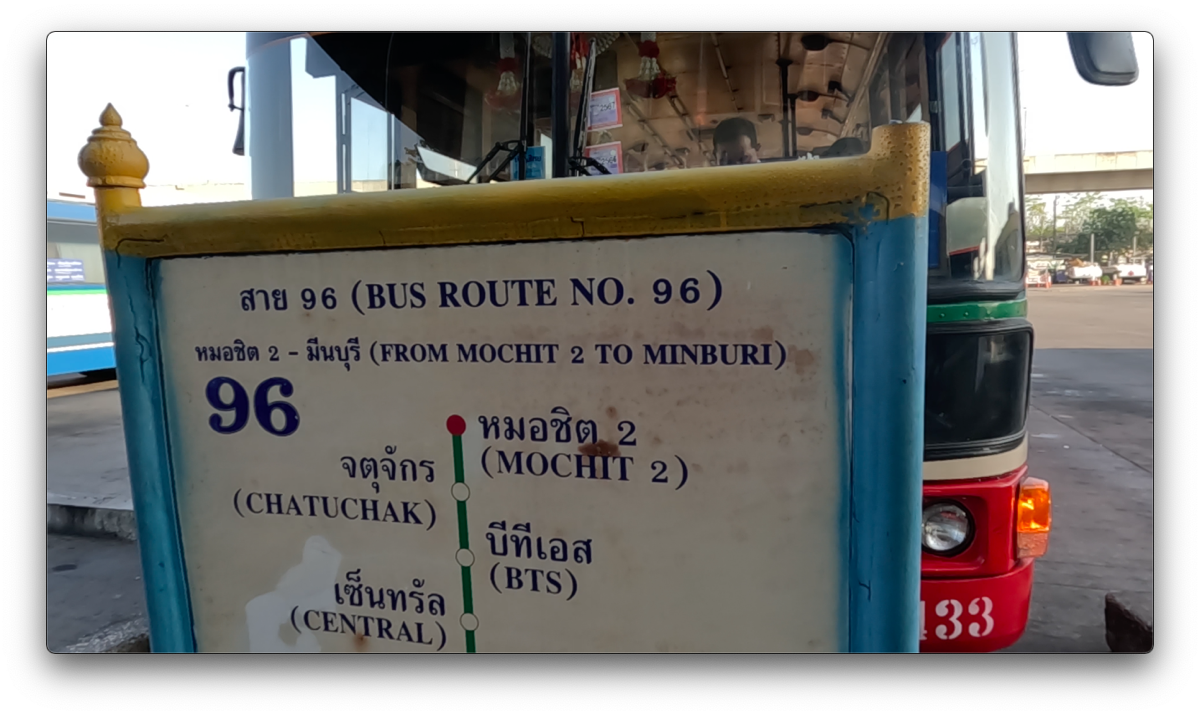 สาย 96 (BUS ROUTE NO. 96)
หมอชิต 2 - มีนบุรี (FROM MOCHIT 2 TO MINBURI)
96
หมอชิต 2
(MOCHIT 2)
จตุจักร
(CHATUCHAK)
บีทีเอส
(BTS)
เซ็นทรัล
(CENTRAL)
33